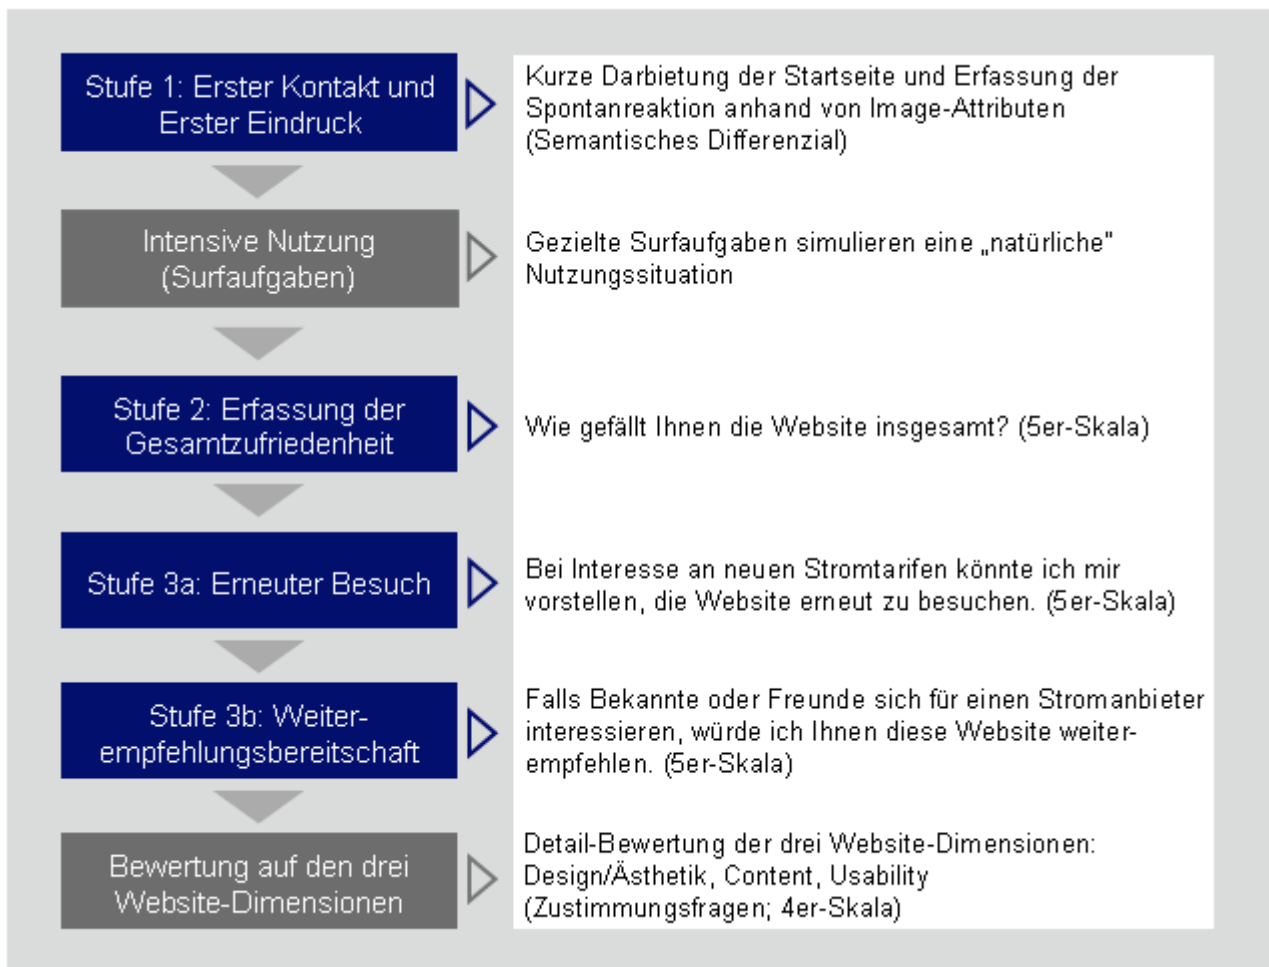 Stufe 1: Erster Kontakt und
Erster Eindruck
Kurze Darbietung der Startseite und Erfassung der
Spontanreaktion anhand von Image-Attributen
(Semantisches Differenzial)
Intensive Nutzung
(Surfaufgaben)
Gezielte Surfaufgaben simulieren eine „natürliche"
Nutzungssituation
Stufe 2: Erfassung der
Gesamtzufriedenheit
Wie gefällt Ihnen die Website insgesamt? (5er-Skala)
Stufe 3a: Erneuter Besuch
Bei Interesse an neuen Stromtarifen könnte ich mir
vorstellen, die Website erneut zu besuchen. (5er-Skala)
Stufe 3b: Weiter-
empfehlungsbereitschaft
Falls Bekannte oder Freunde sich für einen Stromanbieter
interessieren, würde ich Ihnen diese Website weiter-
empfehlen. (5er-Skala)
Bewertung auf den drei
Website-Dimensionen
Detail-Bewertung der drei Website-Dimensionen:
Design/Ästhetik, Content, Usability
(Zustimmungsfragen; 4er-Skala)